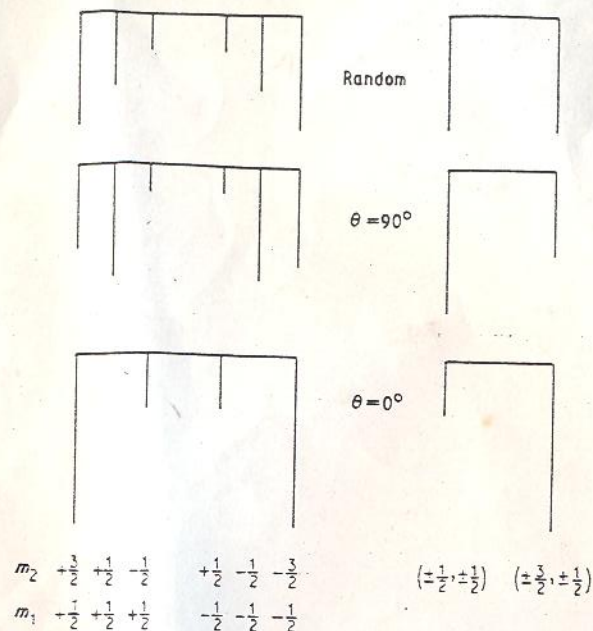 Random
θ = 90°
θ = 0°
m₂ +3/2 +1/2 -1/2 +1/2 -1/2 -3/2 (±1/2, ±1/2) (±3/2, ±1/2)
m₁ +1/2 +1/2 +1/2 -1/2 -1/2 -1/2